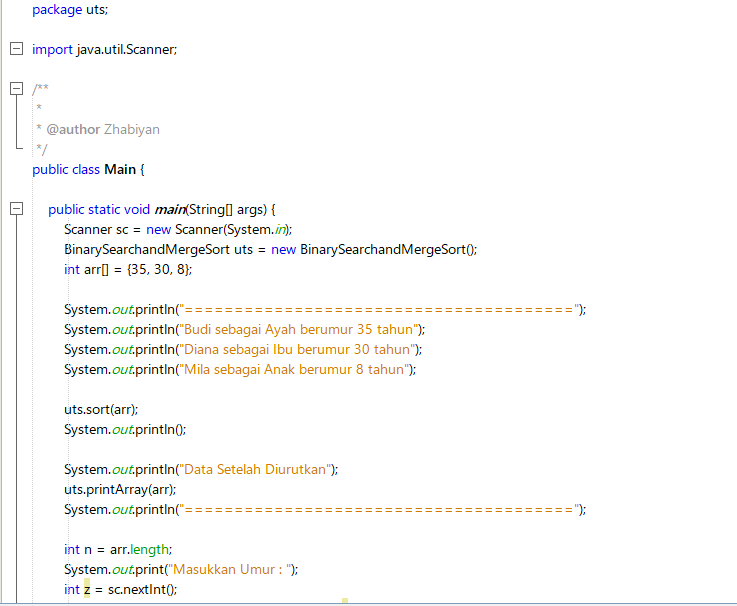 package uts;
import java.util.Scanner;
/**
*
* @author Zhabiyan
*/
public class Main {
public static void main(String[] args) {
Scanner sc = new Scanner(System.in);
BinarySearchandMergeSort uts = new BinarySearchandMergeSort();
int arr[] = {35, 30, 8};
System.out.println("=======================================");
System.out.println("Budi sebagai Ayah berumur 35 tahun");
System.out.println("Diana sebagai Ibu berumur 30 tahun");
System.out.println("Mila sebagai Anak berumur 8 tahun");
uts.sort(arr);
System.out.println();
System.out.println("Data Setelah Diurutkan");
uts.printArray(arr);
System.out.println("=======================================");
int n = arr.length;
System.out.print("Masukkan Umur : ");
int z = sc.nextInt();